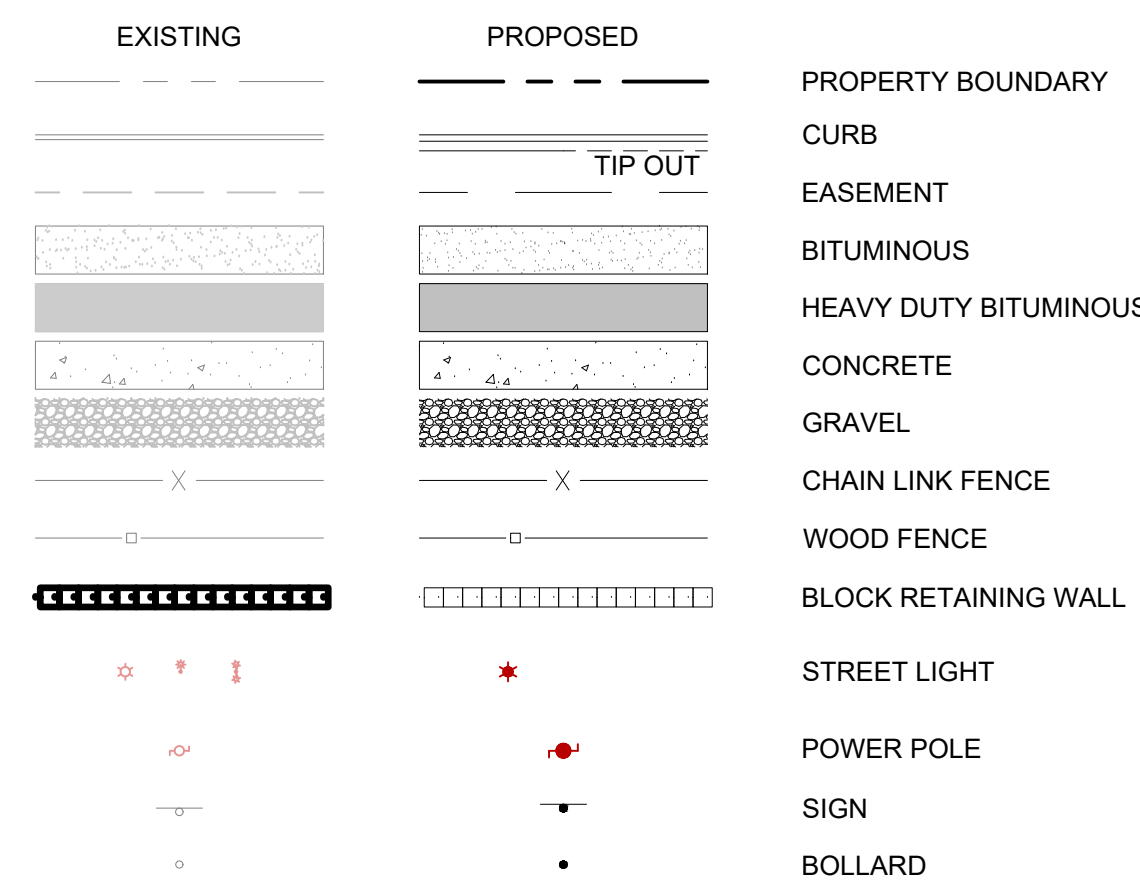 EXISTING PROPOSED
PROPERTY BOUNDARY
CURB
TIP OUT
EASEMENT
BITUMINOUS
HEAVY DUTY BITUMINOUS
CONCRETE
GRAVEL
CHAIN LINK FENCE
WOOD FENCE
BLOCK RETAINING WALL
STREET LIGHT
POWER POLE
SIGN
BOLLARD